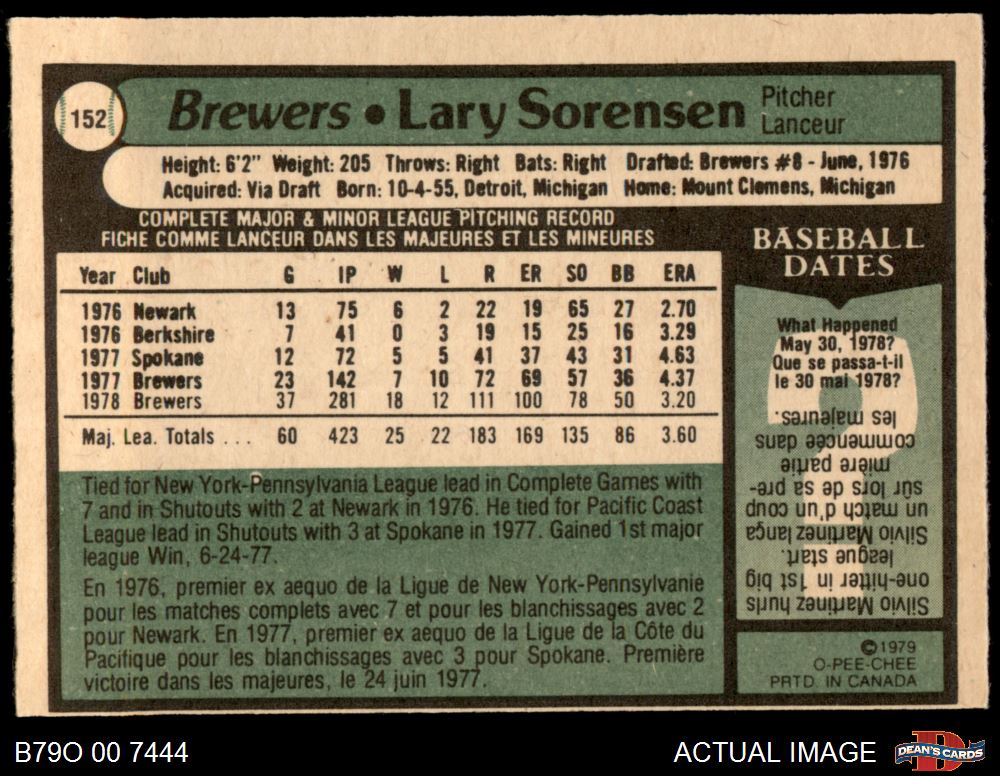 152
Brewers • Lary Sorensen
Pitcher
Lanceur
Height: 6'2" Weight: 205 Throws: Right Bats: Right Drafted: Brewers #8 - June, 1976
Acquired: Via Draft Born: 10-4-55, Detroit, Michigan Home: Mount Clemens, Michigan
COMPLETE MAJOR & MINOR LEAGUE PITCHING RECORD
FICHE COMME LANCEUR DANS LES MAJEURES ET LES MINEURES
Year Club G IP W L R ER SO BB ERA
1976 Newark 13 75 6 2 22 19 65 27 2.70
1976 Berkshire 7 41 0 3 19 15 25 16 3.29
1977 Spokane 12 72 5 5 41 37 43 31 4.63
1977 Brewers 23 142 7 10 72 69 57 36 4.37
1978 Brewers 37 281 18 12 111 100 78 50 3.20
Maj. Lea. Totals . . . 60 423 25 22 183 169 135 86 3.60
Tied for New York-Pennsylvania League lead in Complete Games with
7 and in Shutouts with 2 at Newark in 1976. He tied for Pacific Coast
League lead in Shutouts with 3 at Spokane in 1977. Gained 1st major
league Win, 6-24-77.
En 1976, premier ex aequo de la Ligue de New York-Pennsylvanie
pour les matches complets avec 7 et pour les blanchissages avec 2
pour Newark. En 1977, premier ex aequo de la Ligue de la Côte du
Pacifique pour les blanchissages avec 3 pour Spokane. Première
victoire dans les majeures, le 24 juin 1977.
BASEBALL
DATES
What Happened
May 30, 1978?
Que se passa-t-il
le 30 mai 1978?
Silvio Martinez hurls
one-hitter in 1st big
league start.
Silvio Martinez lança
un match d'un coup
sûr lors de sa pre-
mière partie
commencée dans
les majeures.
©1979
O-PEE-CHEE
PRTD. IN CANADA
B79O 00 7444
ACTUAL IMAGE
DEAN'S CARDS